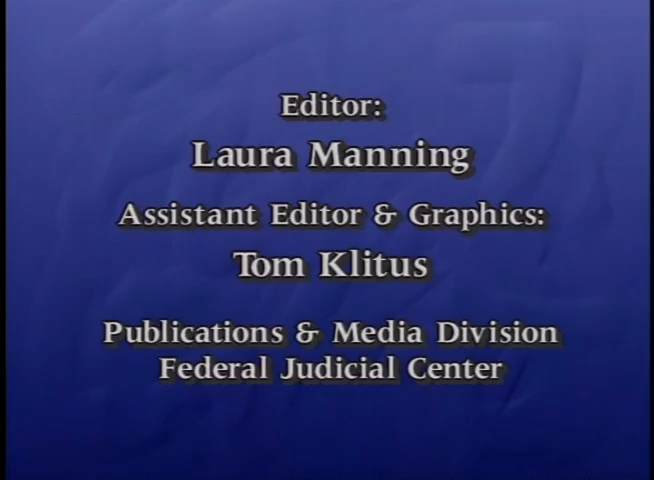 Editor:
Laura Manning
Assistant Editor & Graphics:
Tom Klitus
Publications & Media Division
Federal Judicial Center